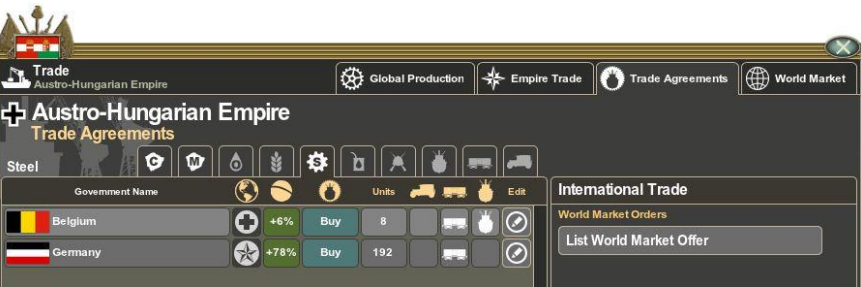 Trade
Austro-Hungarian Empire
Global Production
Empire Trade
Trade Agreements
World Market
Austro-Hungarian Empire
Trade Agreements
Steel
C
M
S
Government Name
Units
Edit
International Trade
Belgium
+6%
Buy
8
World Market Orders
Germany
+78%
Buy
192
List World Market Offer